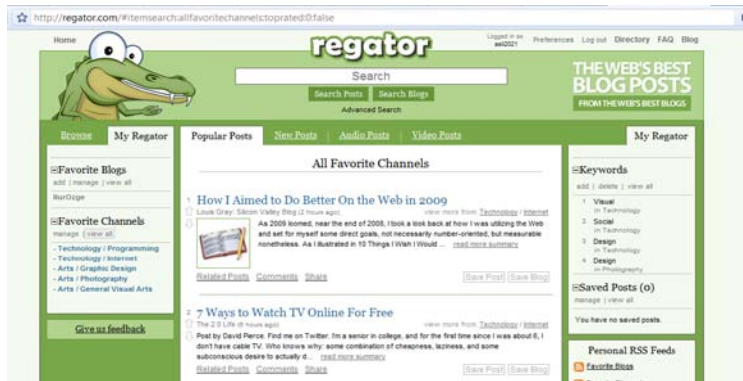 http://regator.com/#itemsearch:allfavoritechannels:toprated:0:false
Home
regator
Logged in as
asli2021
Preferences Log out Directory FAQ Blog
Search
Search Posts Search Blogs
Advanced Search
THE WEB'S BEST
BLOG POSTS
FROM THE WEB'S BEST BLOGS
Browse My Regator
Popular Posts New Posts | Audio Posts | Video Posts
My Regator
Favorite Blogs
add | manage | view all
BurOzge
Favorite Channels
manage | view all
- Technology / Programming
- Technology / Internet
- Arts / Graphic Design
- Arts / Photography
- Arts / General Visual Arts
Give us feedback
All Favorite Channels
1 How I Aimed to Do Better On the Web in 2009
Louis Gray: Silicon Valley Blog (2 hours ago) view more from Technology / Internet
As 2009 loomed, near the end of 2008, I took a look back at how I was utilizing the Web
and set for myself some direct goals, not necessarily number-oriented, but measurable
nonetheless. As I illustrated in 10 Things I Wish I Would ... read more summary
Related Posts Comments Share Save Post Save Blog
2 7 Ways to Watch TV Online For Free
The 2.0 Life (8 hours ago) view more from Technology / Internet
Post by David Pierce. Find me on Twitter. I'm a senior in college, and for the first time since I was about 6, I
don't have cable TV. Who knows why: some combination of cheapness, laziness, and some
subconscious desire to actually d... read more summary
Related Posts Comments Share Save Post Save Blog
Keywords
add | delete | view all
1 Visual
in Technology
2 Social
in Technology
3 Design
in Technology
4 Design
in Photography
Saved Posts (0)
manage | view all
You have no saved posts.
Personal RSS Feeds
Favorite Blogs